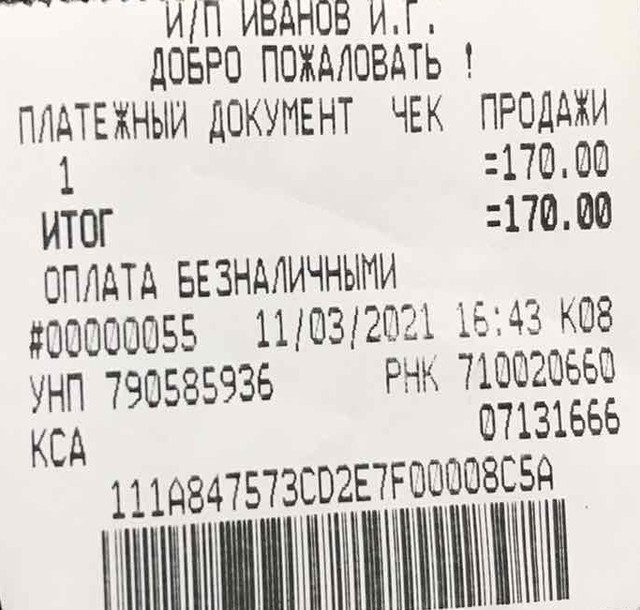 И/П ИВАНОВ И.Г.
ДОБРО ПОЖАЛОВАТЬ !
ПЛАТЕЖНЫЙ ДОКУМЕНТ ЧЕК ПРОДАЖИ
1 =170.00
ИТОГ =170.00
ОПЛАТА БЕЗНАЛИЧНЫМИ
#00000055 11/03/2021 16:43 К08
УНП 790585936 РНК 710020660
КСА 07131666
111A847573CD2E7F00008C5A